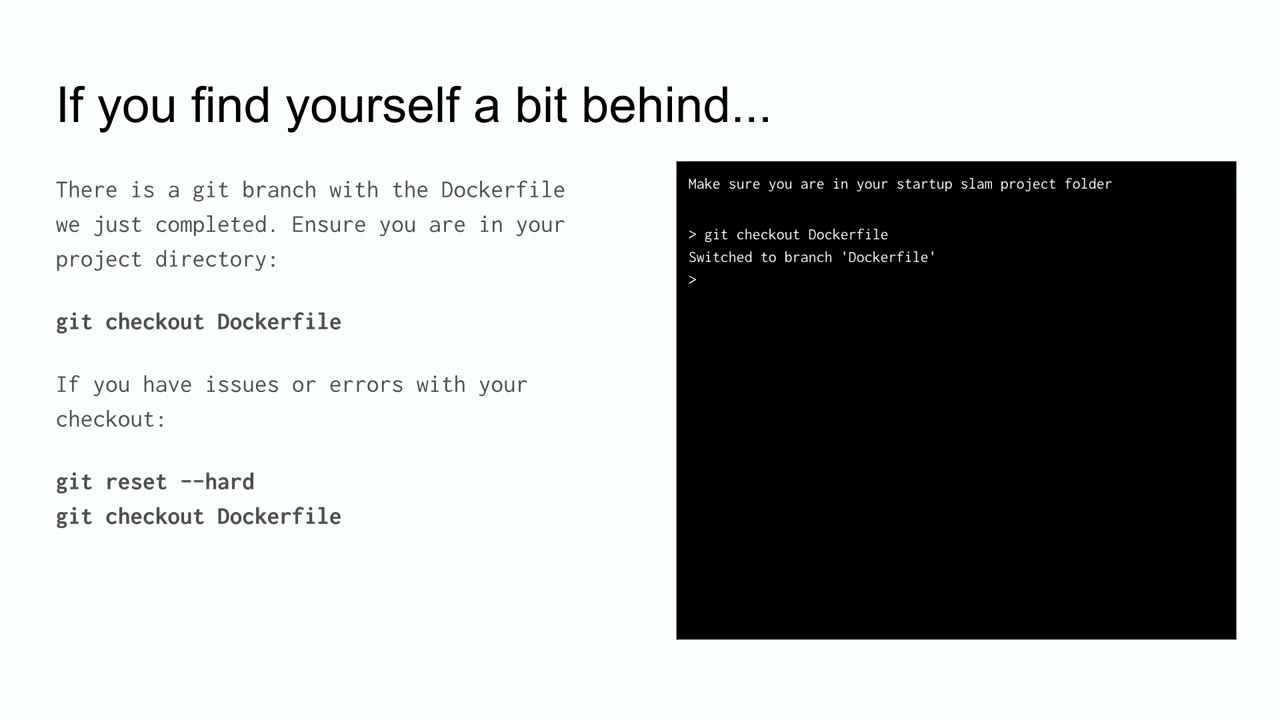 If you find yourself a bit behind...
There is a git branch with the Dockerfile
we just completed. Ensure you are in your
project directory:
git checkout Dockerfile
If you have issues or errors with your
checkout:
git reset --hard
git checkout Dockerfile
Make sure you are in your startup slam project folder
> git checkout Dockerfile
Switched to branch 'Dockerfile'
>